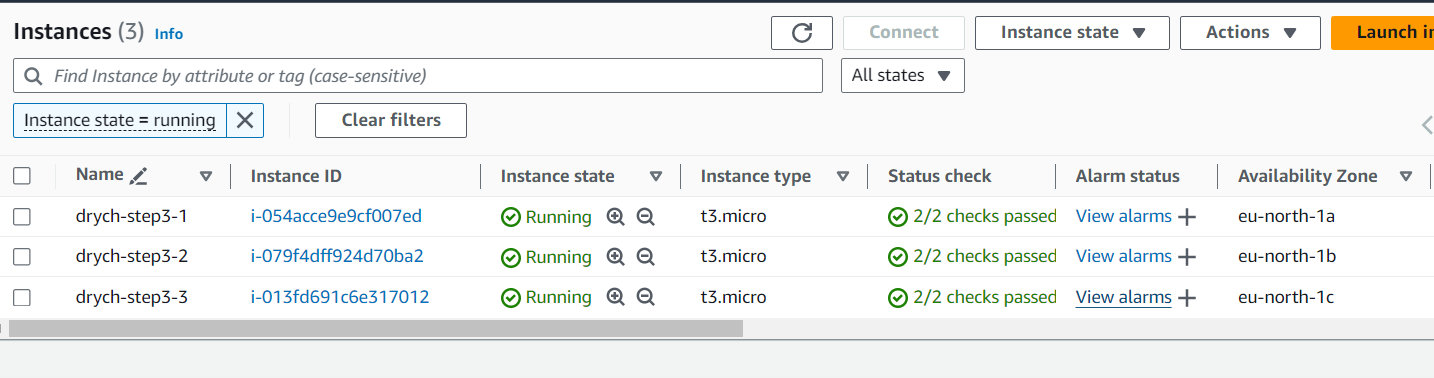 Instances (3) Info
Connect
Instance state
Actions
Launch in
Find Instance by attribute or tag (case-sensitive)
All states
Instance state = running
Clear filters
Name Instance ID Instance state Instance type Status check Alarm status Availability Zone
drych-step3-1 i-054acce9e9cf007ed Running t3.micro 2/2 checks passed View alarms eu-north-1a
drych-step3-2 i-079f4dff924d70ba2 Running t3.micro 2/2 checks passed View alarms eu-north-1b
drych-step3-3 i-013fd691c6e317012 Running t3.micro 2/2 checks passed View alarms eu-north-1c